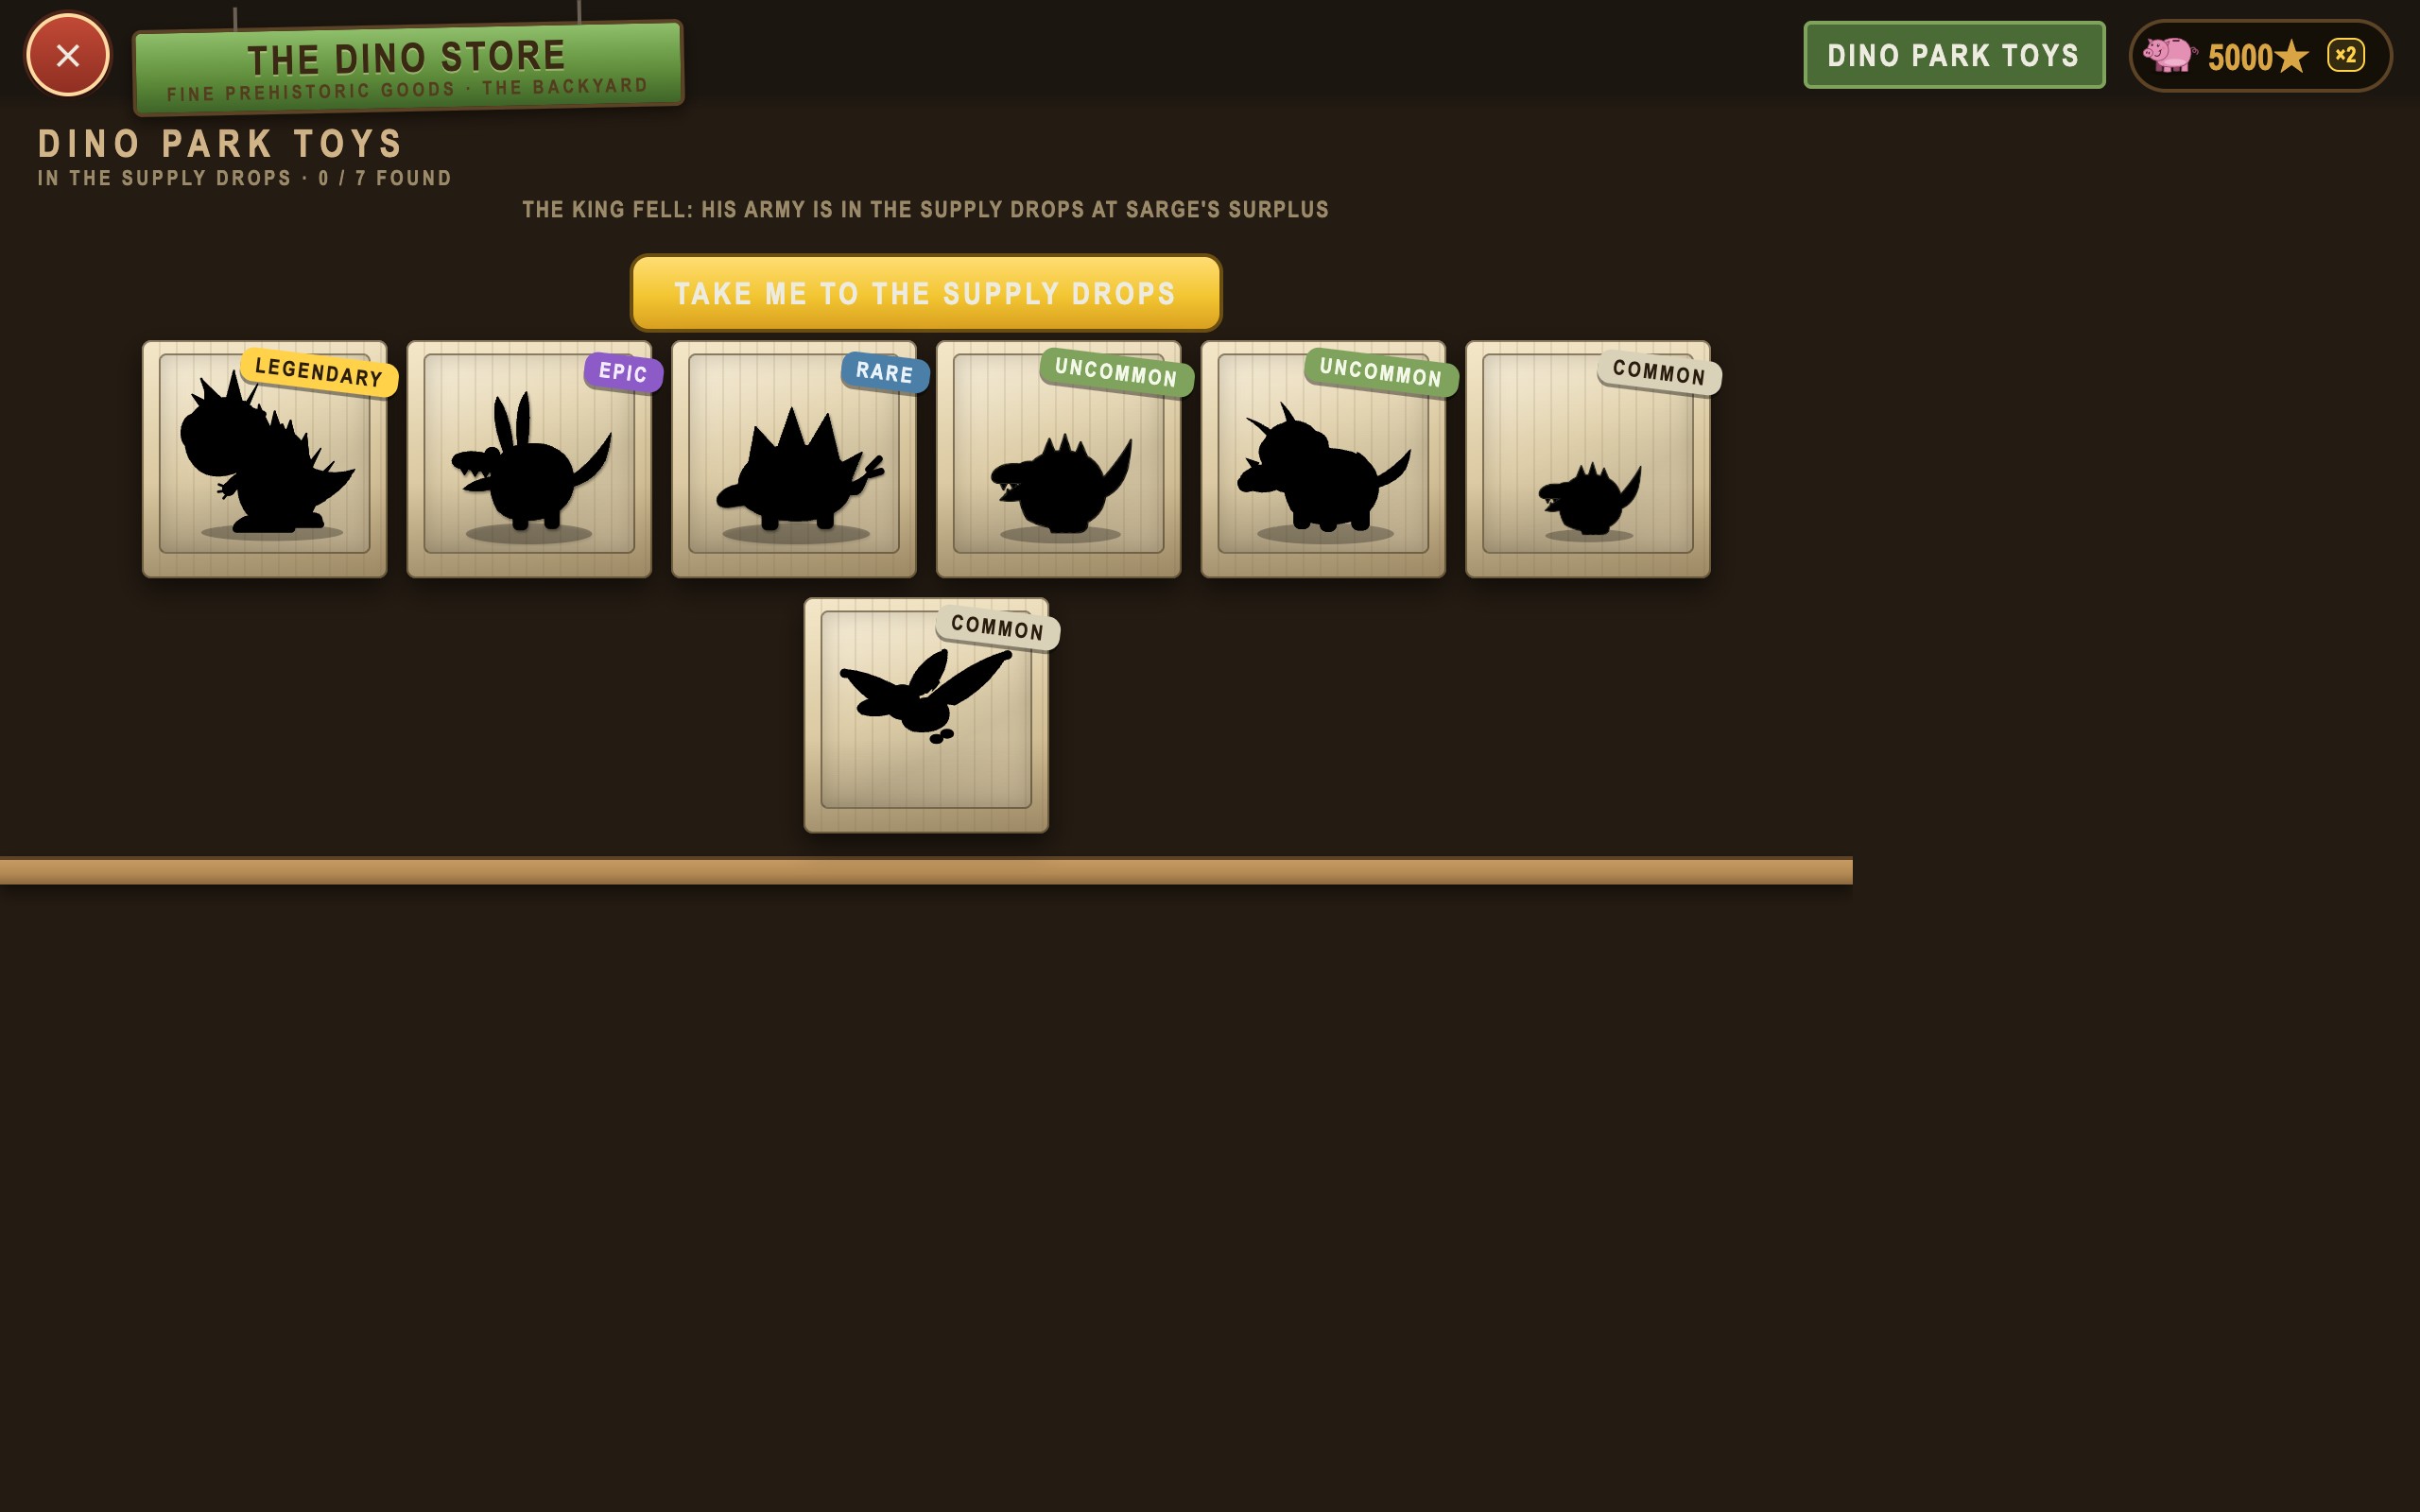 THE DINO STORE
FINE PREHISTORIC GOODS · THE BACKYARD
DINO PARK TOYS
5000★ ×2
DINO PARK TOYS
IN THE SUPPLY DROPS · 0 / 7 FOUND
THE KING FELL: HIS ARMY IS IN THE SUPPLY DROPS AT SARGE'S SURPLUS
TAKE ME TO THE SUPPLY DROPS
LEGENDARY
EPIC
RARE
UNCOMMON
UNCOMMON
COMMON
COMMON